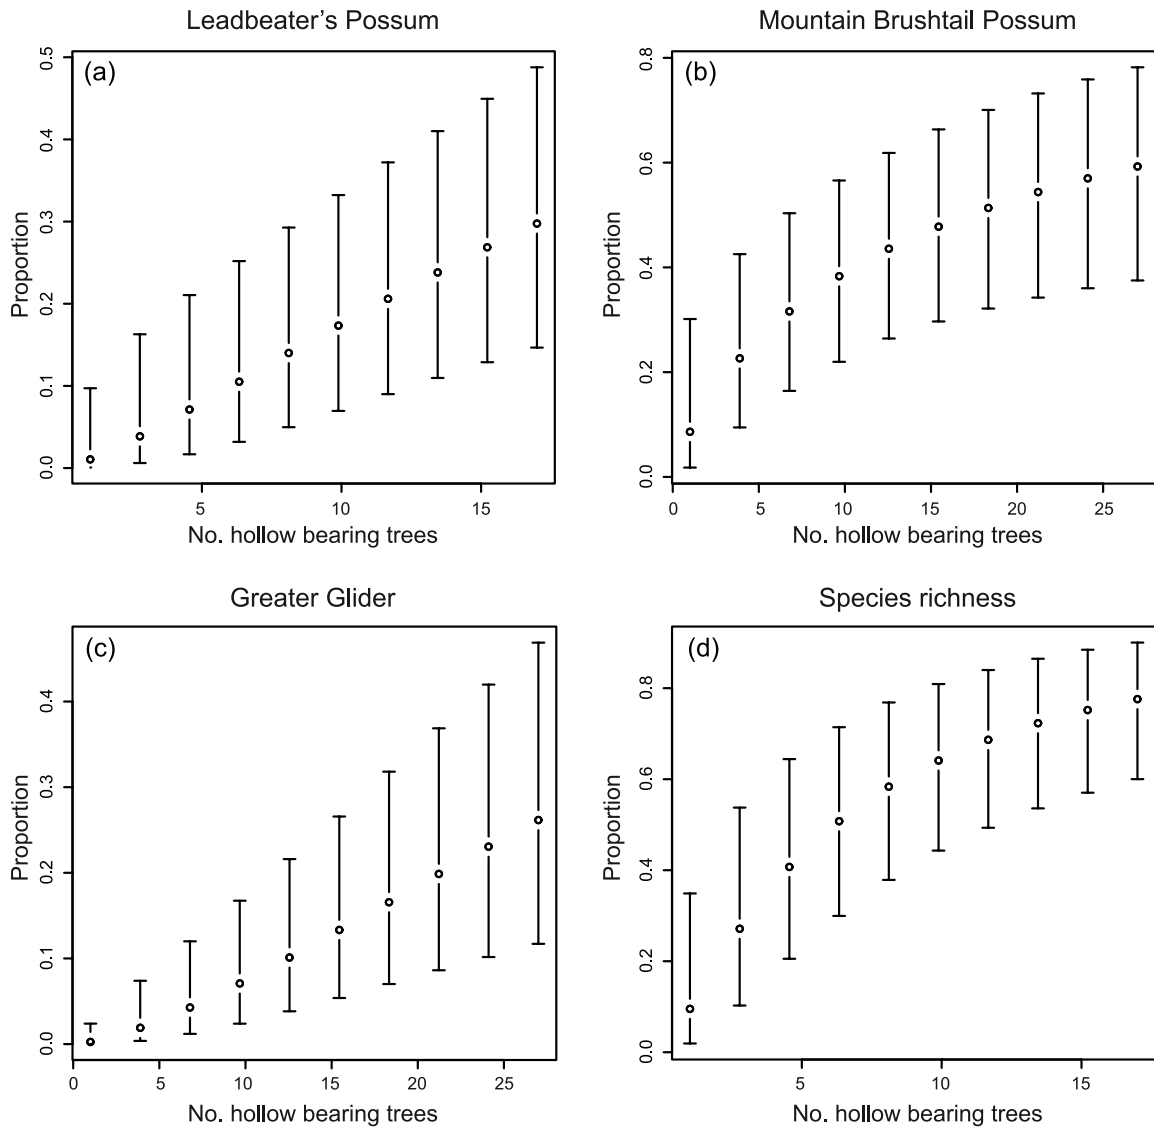 Leadbeater's Possum
(a)
Proportion
0.5
0.4
0.3
0.2
0.1
0.0
5
10
15
No. hollow bearing trees
Mountain Brushtail Possum
(b)
Proportion
0.8
0.6
0.4
0.2
0.0
0
5
10
15
20
25
No. hollow bearing trees
Greater Glider
(c)
Proportion
0.4
0.3
0.2
0.1
0.0
0
5
10
15
20
25
No. hollow bearing trees
Species richness
(d)
Proportion
0.8
0.6
0.4
0.2
0.0
5
10
15
No. hollow bearing trees